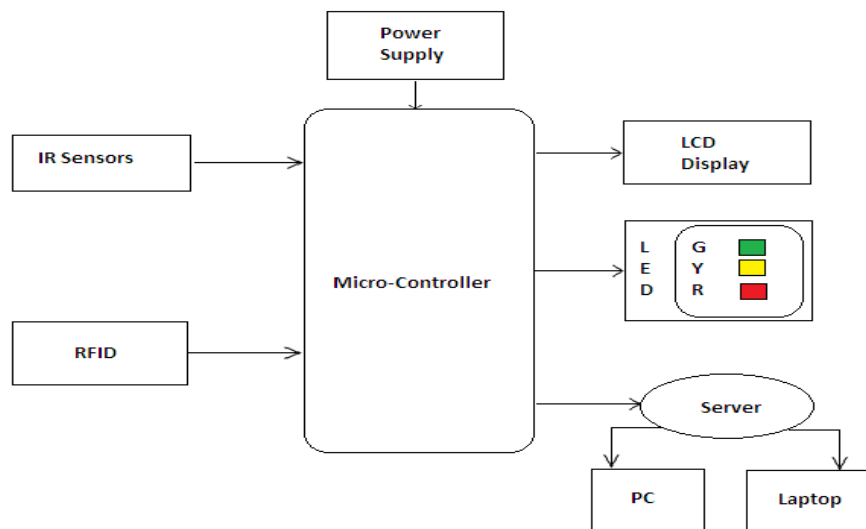 Power
Supply
IR Sensors
LCD
Display
L G
E Y
D R
Micro-Controller
RFID
Server
PC
Laptop